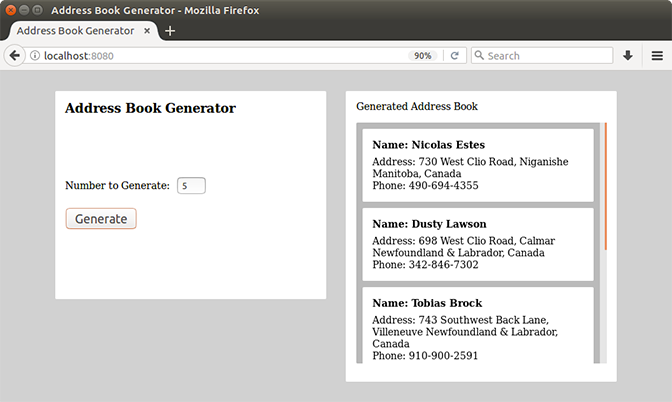 Address Book Generator - Mozilla Firefox
Address Book Generator
localhost:8080
90%
Search
Address Book Generator
Number to Generate: 5
Generate
Generated Address Book
Name: Nicolas Estes
Address: 730 West Clio Road, Niganishe
Manitoba, Canada
Phone: 490-694-4355
Name: Dusty Lawson
Address: 698 West Clio Road, Calmar
Newfoundland & Labrador, Canada
Phone: 342-846-7302
Name: Tobias Brock
Address: 743 Southwest Back Lane,
Villeneuve Newfoundland & Labrador,
Canada
Phone: 910-900-2591